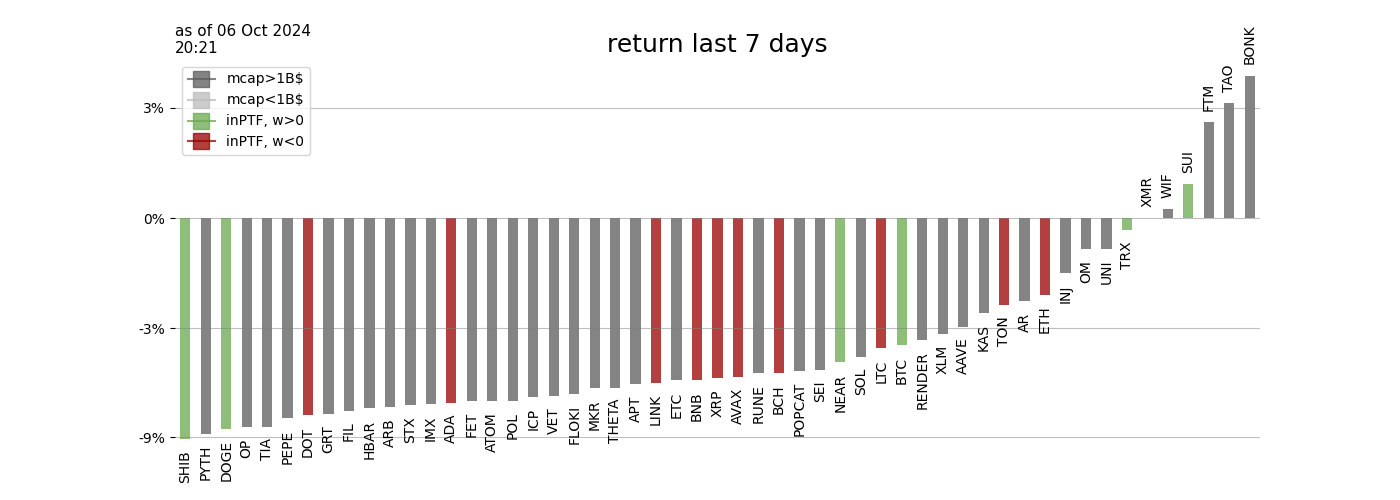 as of 06 Oct 2024
20:21
return last 7 days
mcap>1B$
mcap<1B$
inPTF, w>0
inPTF, w<0
3%
0%
-3%
-9%
SHIB
PYTH
DOGE
OP
TIA
PEPE
DOT
GRT
FIL
HBAR
ARB
STX
IMX
ADA
FET
ATOM
POL
ICP
VET
FLOKI
MKR
THETA
APT
LINK
ETC
BNB
XRP
AVAX
RUNE
BCH
POPCAT
SEI
NEAR
SOL
LTC
BTC
RENDER
XLM
AAVE
KAS
TON
AR
ETH
INJ
OM
UNI
TRX
XMR
WIF
SUI
FTM
TAO
BONK